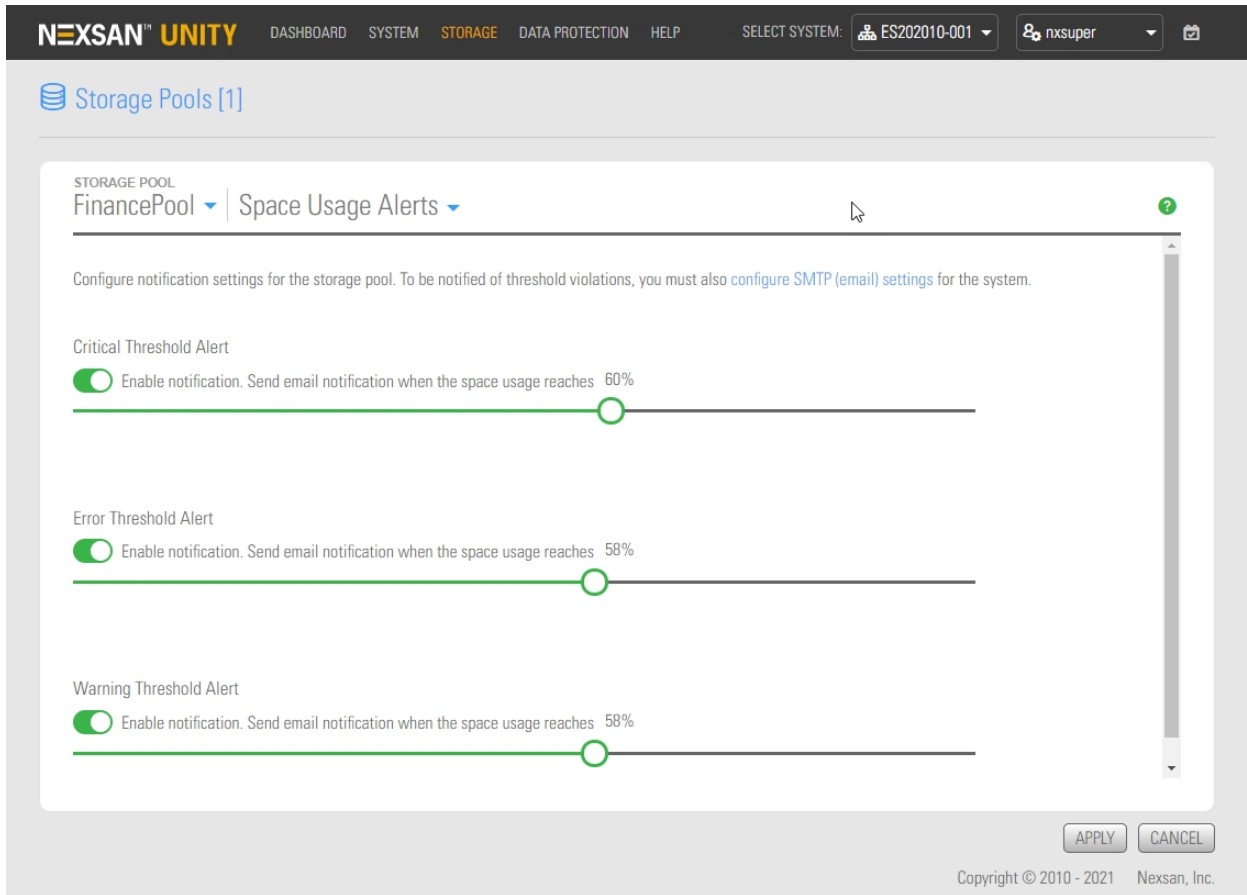 NEXSAN™ UNITY DASHBOARD SYSTEM STORAGE DATA PROTECTION HELP SELECT SYSTEM: ES202010-001 nxsuper
Storage Pools [1]
STORAGE POOL
FinancePool Space Usage Alerts
?
Configure notification settings for the storage pool. To be notified of threshold violations, you must also configure SMTP (email) settings for the system.
Critical Threshold Alert
Enable notification. Send email notification when the space usage reaches 60%
Error Threshold Alert
Enable notification. Send email notification when the space usage reaches 58%
Warning Threshold Alert
Enable notification. Send email notification when the space usage reaches 58%
APPLY CANCEL
Copyright © 2010 - 2021 Nexsan, Inc.